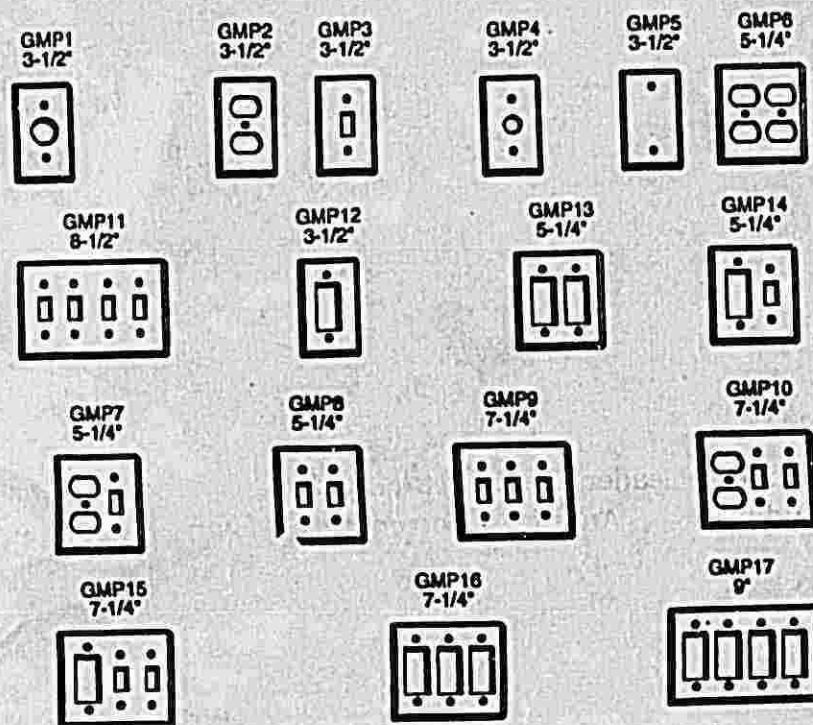 GMP1
3-1/2"
GMP2
3-1/2"
GMP3
3-1/2"
GMP4
3-1/2"
GMP5
3-1/2"
GMP6
5-1/4"
GMP11
8-1/2"
GMP12
3-1/2"
GMP13
5-1/4"
GMP14
5-1/4"
GMP7
5-1/4"
GMP8
5-1/4"
GMP9
7-1/4"
GMP10
7-1/4"
GMP15
7-1/4"
GMP16
7-1/4"
GMP17
9"